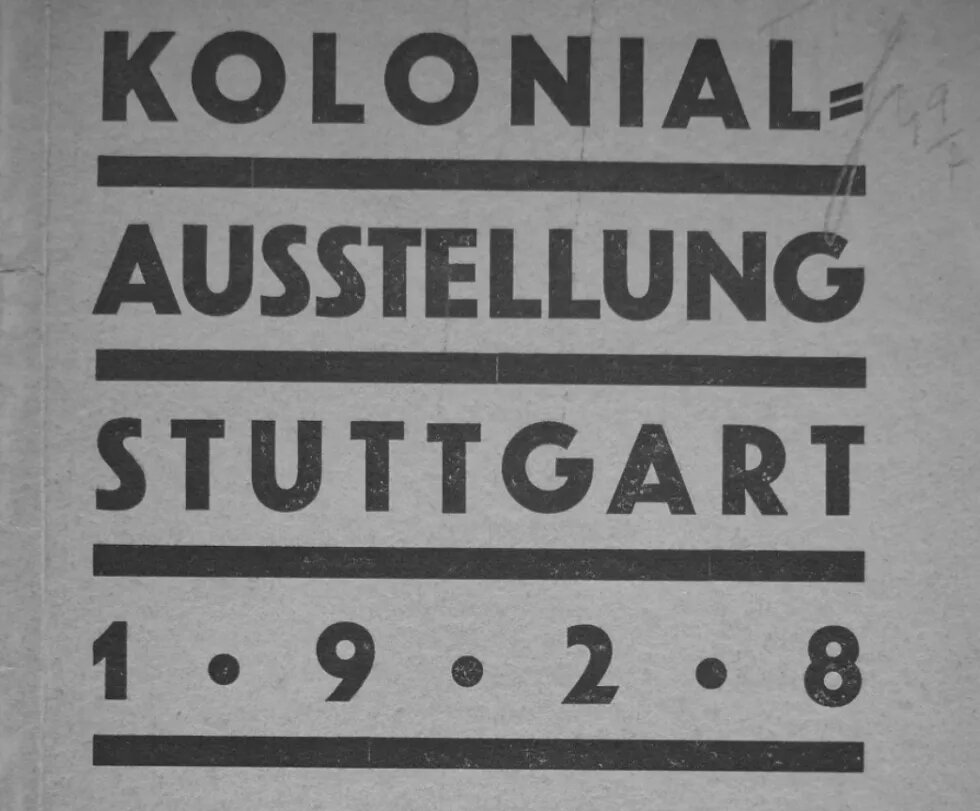 KOLONIAL=
AUSSTELLUNG
STUTTGART
1·9·2·8